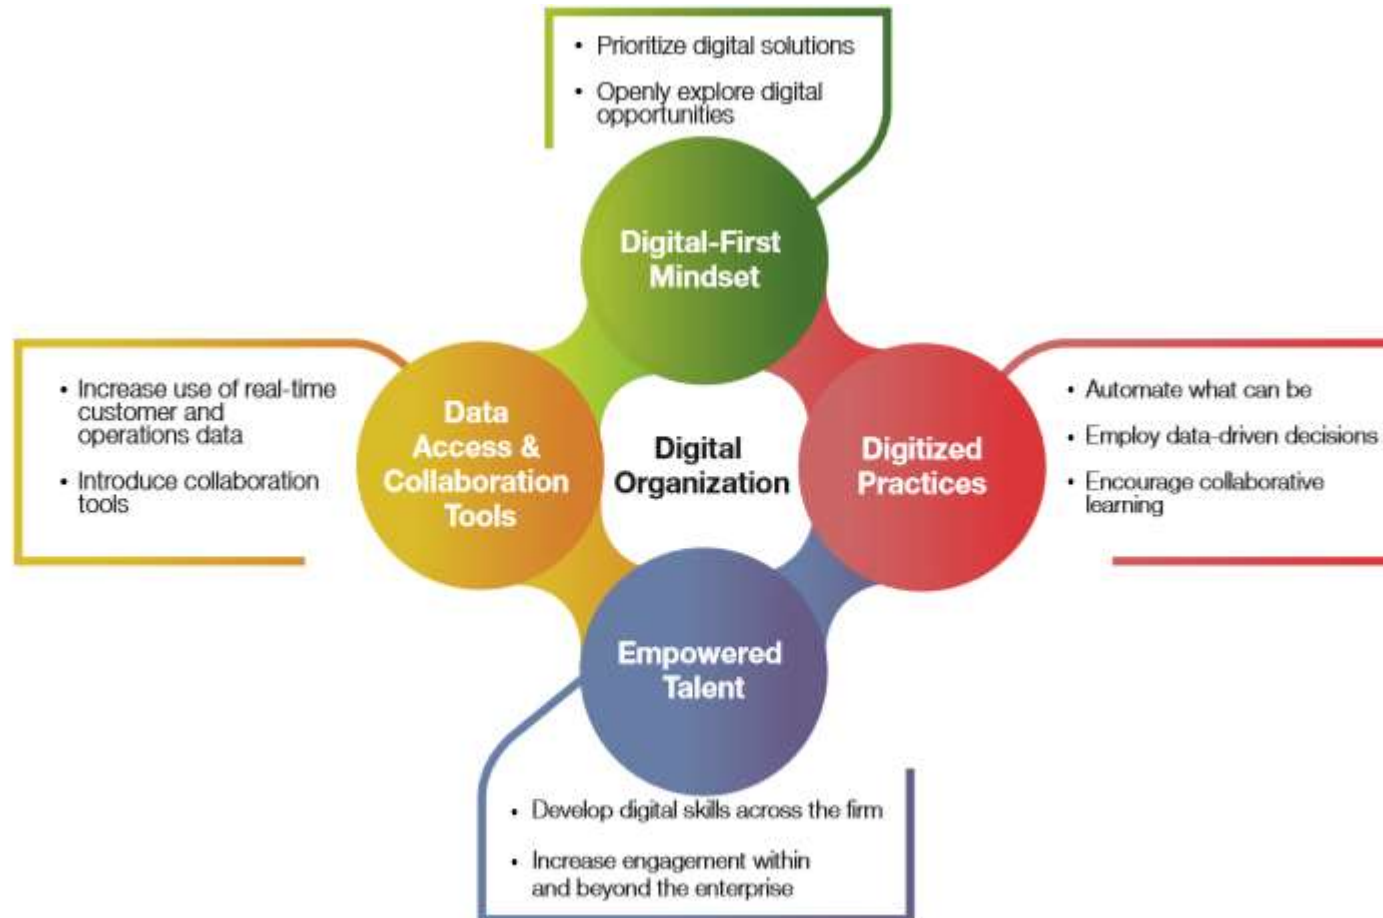 • Prioritize digital solutions
• Openly explore digital
opportunities
Digital-First
Mindset
• Increase use of real-time
customer and
operations data
• Introduce collaboration
tools
Data
Access &
Collaboration
Tools
Digital
Organization
Digitized
Practices
• Automate what can be
• Employ data-driven decisions
• Encourage collaborative
learning
Empowered
Talent
• Develop digital skills across the firm
• Increase engagement within
and beyond the enterprise